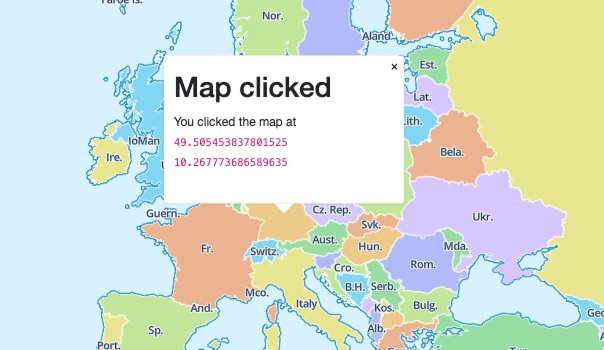 Faroe Is.
Nor.
Aland
Est.
Lat.
Lith.
Bela.
IoMan
Ire.
Map clicked
×
You clicked the map at
49.505453837801525
10.267773686589635
Guern.
Cz. Rep.
Ukr.
Svk.
Fr.
Aust.
Hun.
Mda.
Switz.
Rom.
Cro.
Mco.
B.H.
Serb.
Italy
And.
Kos.
Bulg.
Sp.
Alb.
Port.